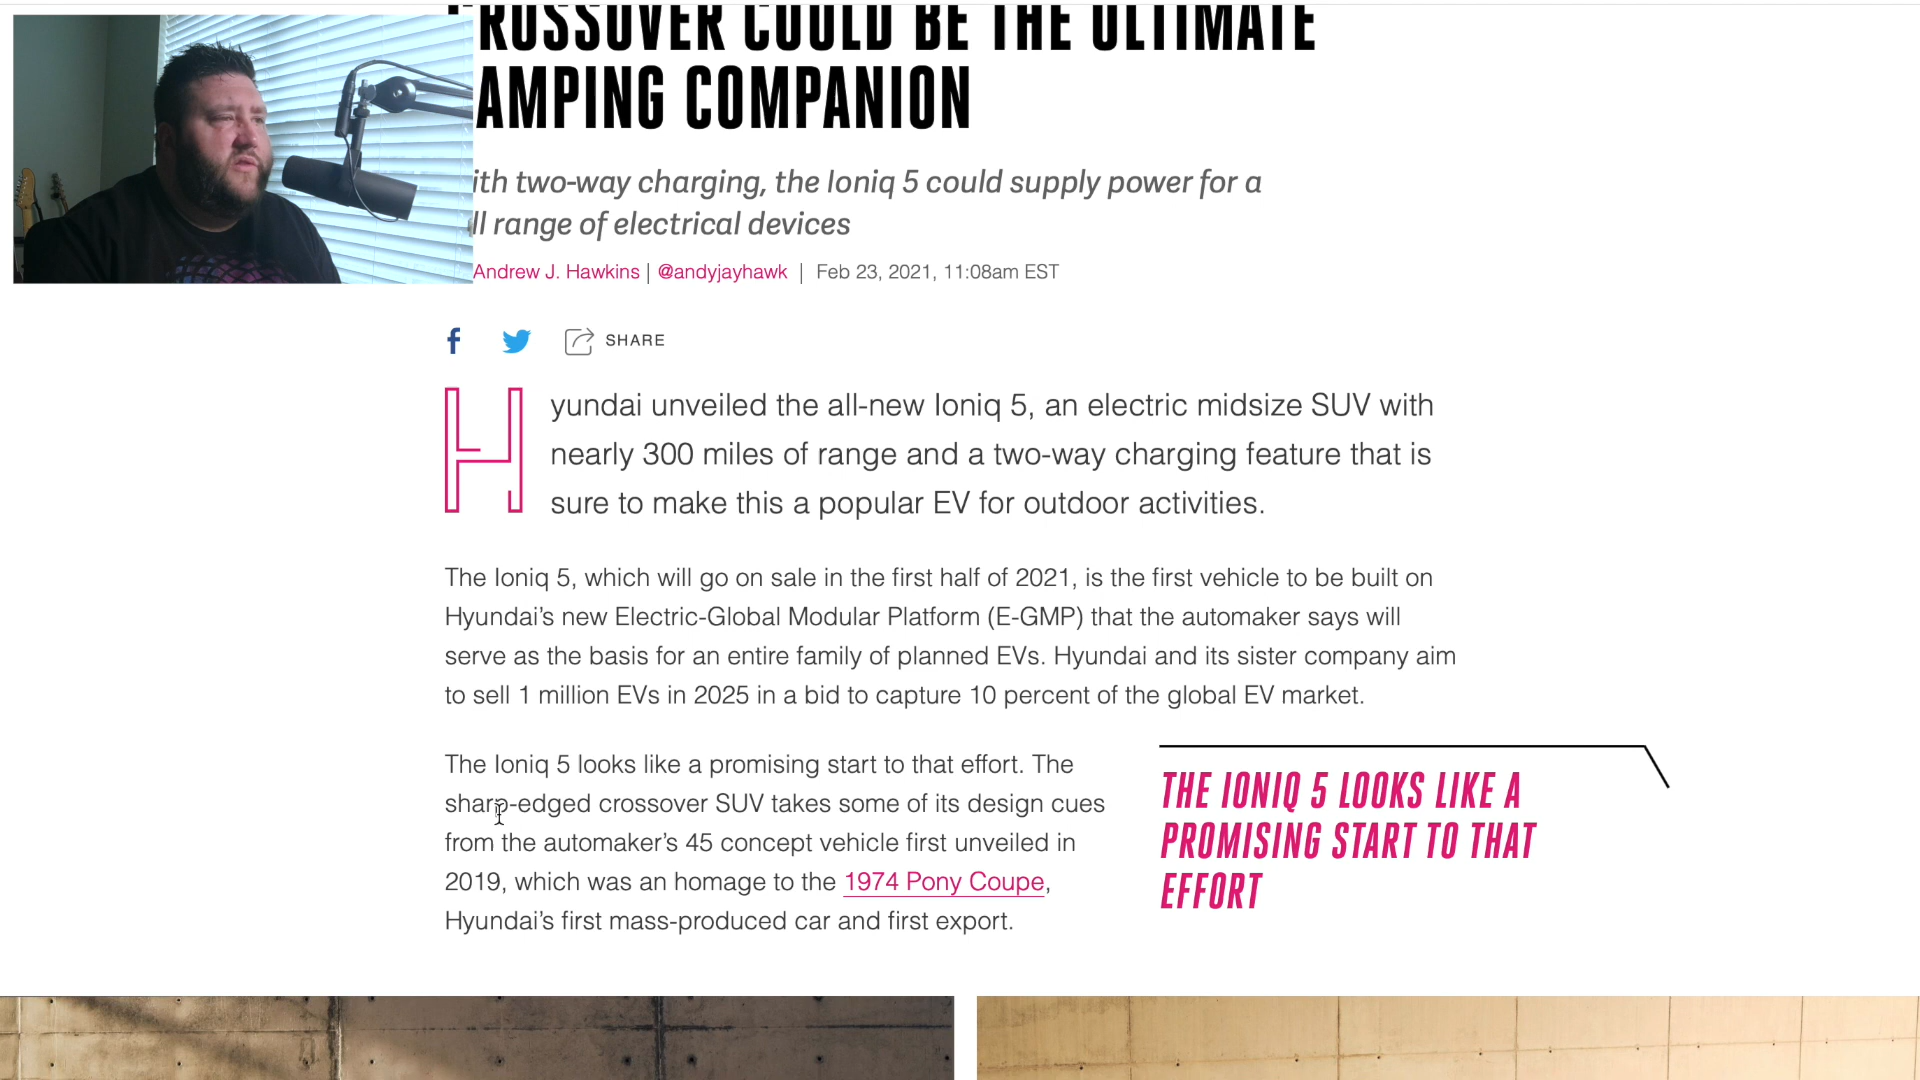 CROSSOVER COULD BE THE ULTIMATE
AMPING COMPANION
ith two-way charging, the Ioniq 5 could supply power for a
ll range of electrical devices
Andrew J. Hawkins | @andyjayhawk | Feb 23, 2021, 11:08am EST
SHARE
Hyundai unveiled the all-new Ioniq 5, an electric midsize SUV with
nearly 300 miles of range and a two-way charging feature that is
sure to make this a popular EV for outdoor activities.
The Ioniq 5, which will go on sale in the first half of 2021, is the first vehicle to be built on
Hyundai’s new Electric-Global Modular Platform (E-GMP) that the automaker says will
serve as the basis for an entire family of planned EVs. Hyundai and its sister company aim
to sell 1 million EVs in 2025 in a bid to capture 10 percent of the global EV market.
The Ioniq 5 looks like a promising start to that effort. The
sharp-edged crossover SUV takes some of its design cues
from the automaker’s 45 concept vehicle first unveiled in
2019, which was an homage to the 1974 Pony Coupe,
Hyundai’s first mass-produced car and first export.
THE IONIQ 5 LOOKS LIKE A
PROMISING START TO THAT
EFFORT